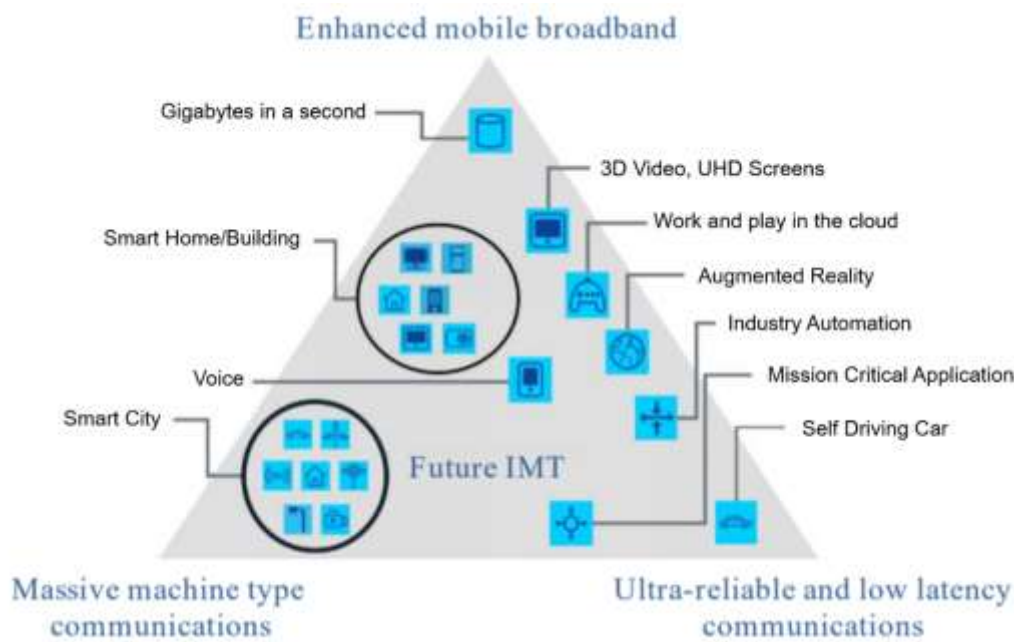 Enhanced mobile broadband
Gigabytes in a second
3D Video, UHD Screens
Work and play in the cloud
Smart Home/Building
Augmented Reality
Industry Automation
Voice
Mission Critical Application
Smart City
Self Driving Car
Future IMT
Massive machine type
communications
Ultra-reliable and low latency
communications